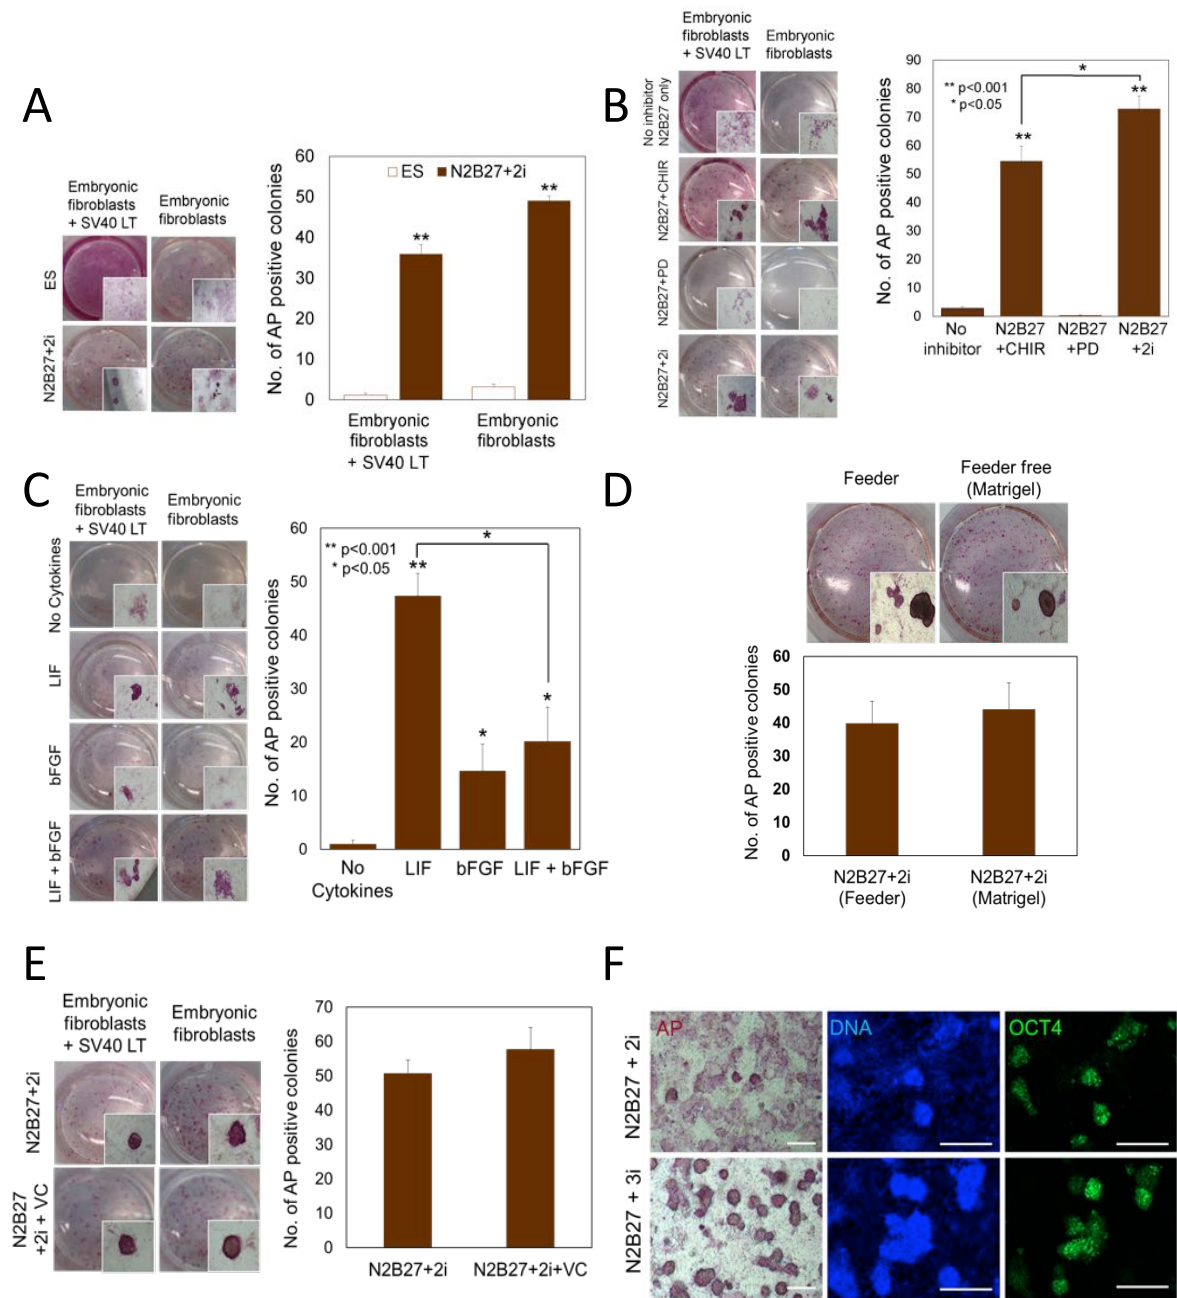 A
Embryonic
fibroblasts
+ SV40 LT
Embryonic
fibroblasts
ES
N2B27+2i
No. of AP positive colonies
60
50
40
30
20
10
0
ES
N2B27+2i
**
**
Embryonic
fibroblasts
+ SV40 LT
Embryonic
fibroblasts
B
Embryonic
fibroblasts
+ SV40 LT
Embryonic
fibroblasts
No inhibitor
N2B27 only
N2B27+CHIR
N2B27+PD
N2B27+2i
No. of AP positive colonies
90
80
70
60
50
40
30
20
10
0
** p<0.001
* p<0.05
*
**
**
No
inhibitor
N2B27
+CHIR
N2B27
+PD
N2B27
+2i
C
Embryonic
fibroblasts
+ SV40 LT
Embryonic
fibroblasts
No Cytokines
LIF
bFGF
LIF + bFGF
No. of AP positive colonies
60
50
40
30
20
10
0
** p<0.001
* p<0.05
*
**
*
*
No
Cytokines
LIF
bFGF
LIF + bFGF
D
Feeder
Feeder free
(Matrigel)
No. of AP positive colonies
60
50
40
30
20
10
0
N2B27+2i
(Feeder)
N2B27+2i
(Matrigel)
E
Embryonic
fibroblasts
+ SV40 LT
Embryonic
fibroblasts
N2B27+2i
N2B27
+2i + VC
No. of AP positive colonies
70
60
50
40
30
20
10
0
N2B27+2i
N2B27+2i+VC
F
N2B27 + 2i
N2B27 + 3i
AP
DNA
OCT4